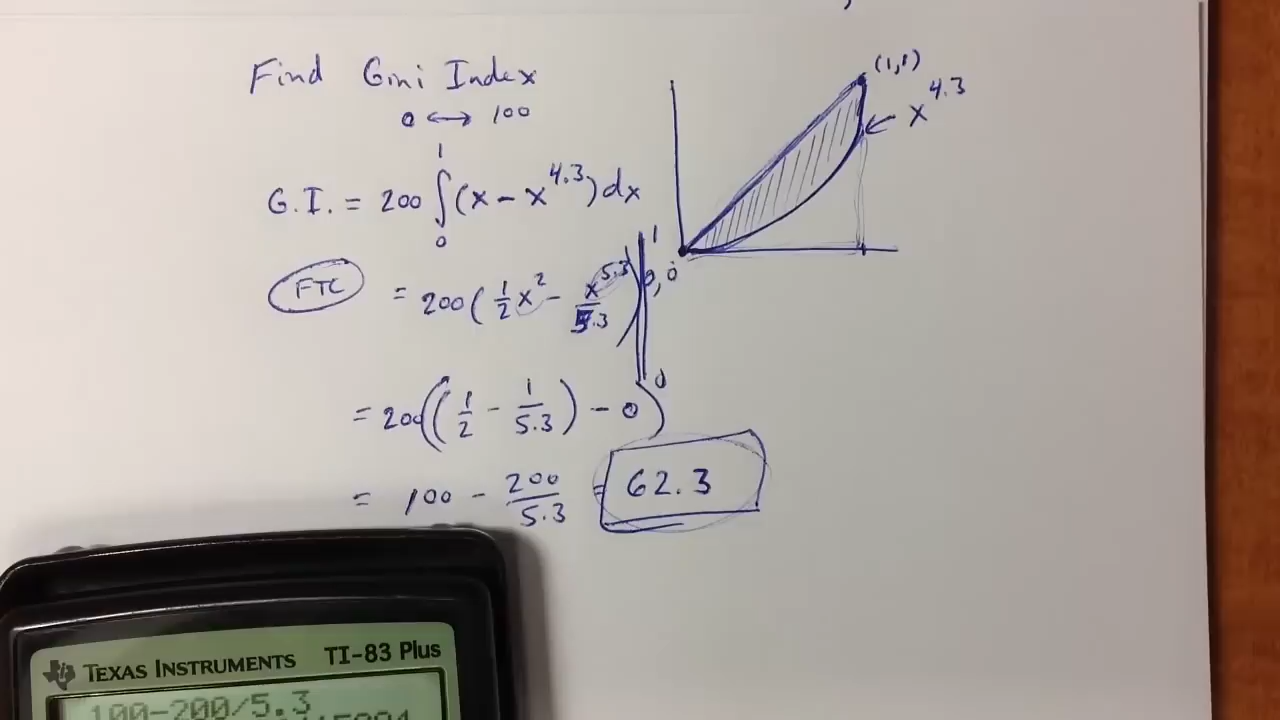 Find Gini Index
0 ↔ 100
G.I. = 200 ∫₀¹ (x − x^4.3) dx
(1,1)
← x^4.3
0,0
FTC = 200 ( 1/2 x² − x^5.3/5.3 ) |₀¹
= 200 (( 1/2 − 1/5.3 ) − 0 )
= 100 − 200/5.3 = 62.3
TEXAS INSTRUMENTS TI-83 Plus
100-200/5.3